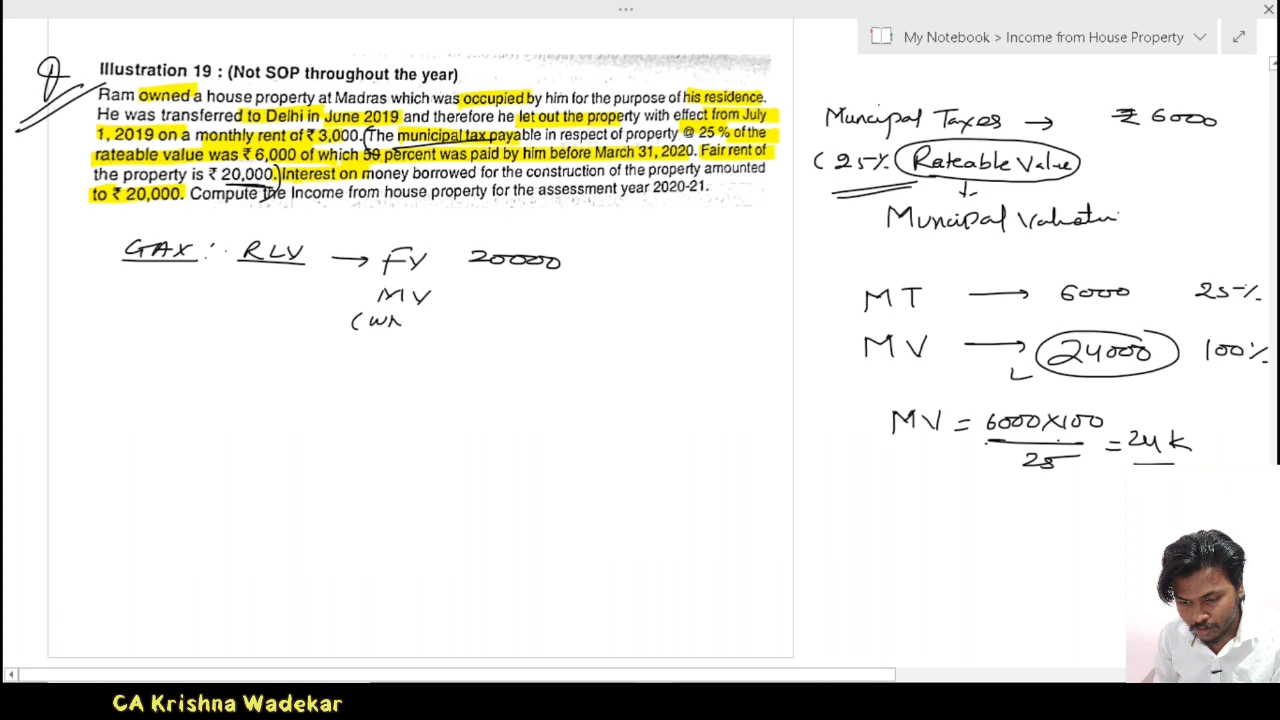 My Notebook > Income from House Property
Illustration 19 : (Not SOP throughout the year)
Ram owned a house property at Madras which was occupied by him for the purpose of his residence.
He was transferred to Delhi in June 2019 and therefore he let out the property with effect from July
1, 2019 on a monthly rent of ₹ 3,000. The municipal tax payable in respect of property @ 25 % of the
rateable value was ₹ 6,000 of which 50 percent was paid by him before March 31, 2020. Fair rent of
the property is ₹ 20,000. Interest on money borrowed for the construction of the property amounted
to ₹ 20,000. Compute the Income from house property for the assessment year 2020-21.
GAX : RLV → FV 20000
MV
Muncipal Taxes → ₹ 6000
(25% Rateable Value
Muncipal
MT → 6000 25%
MV → 24000 100%
MV = 6000×100
25
= 24 k
CA Krishna Wadekar